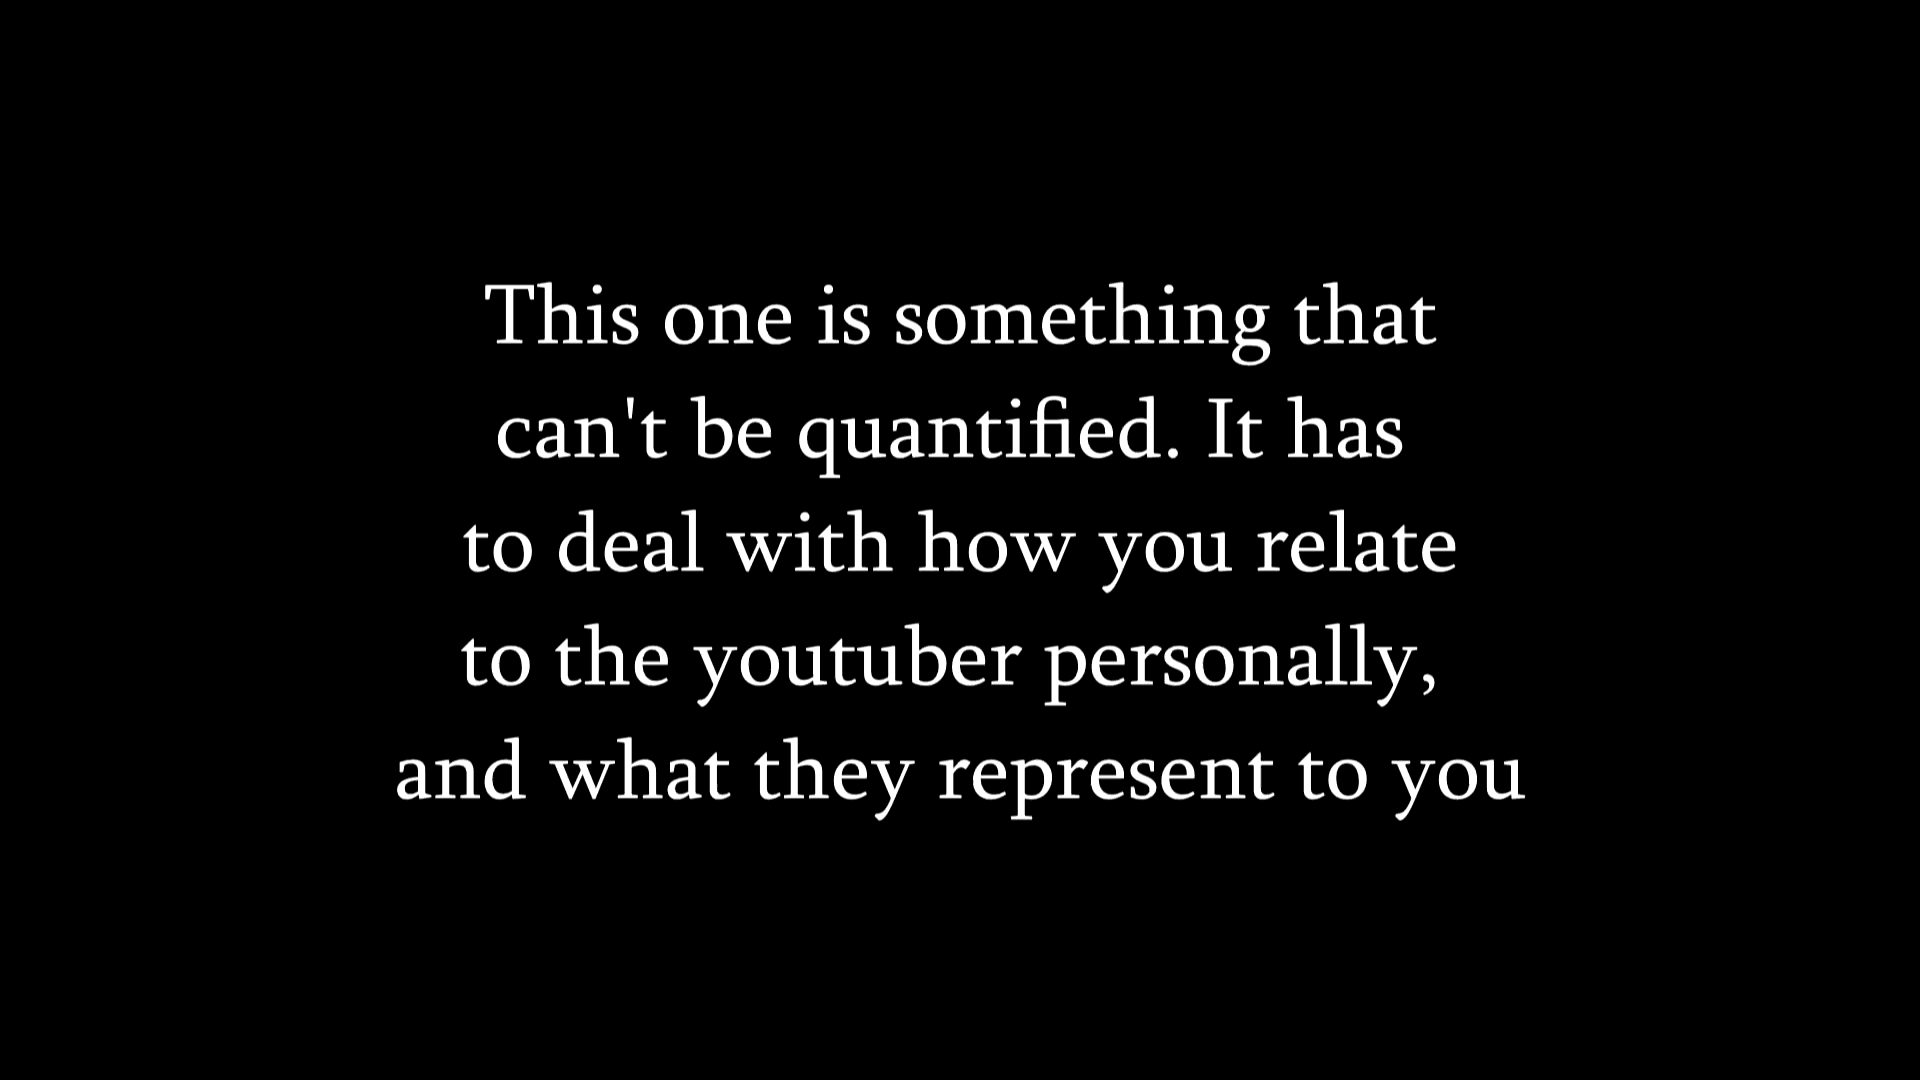 This one is something that
can't be quantified. It has
to deal with how you relate
to the youtuber personally,
and what they represent to you